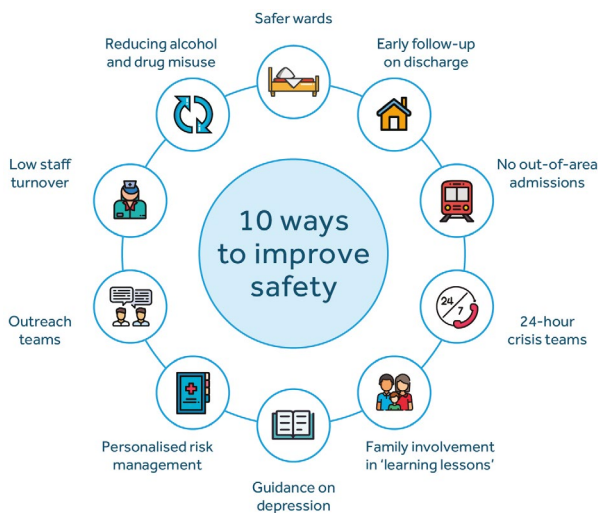 Safer wards
Early follow-up
on discharge
No out-of-area
admissions
24-hour
crisis teams
Family involvement
in ‘learning lessons’
Guidance on
depression
Personalised risk
management
Outreach
teams
Low staff
turnover
Reducing alcohol
and drug misuse
10 ways
to improve
safety
24
7